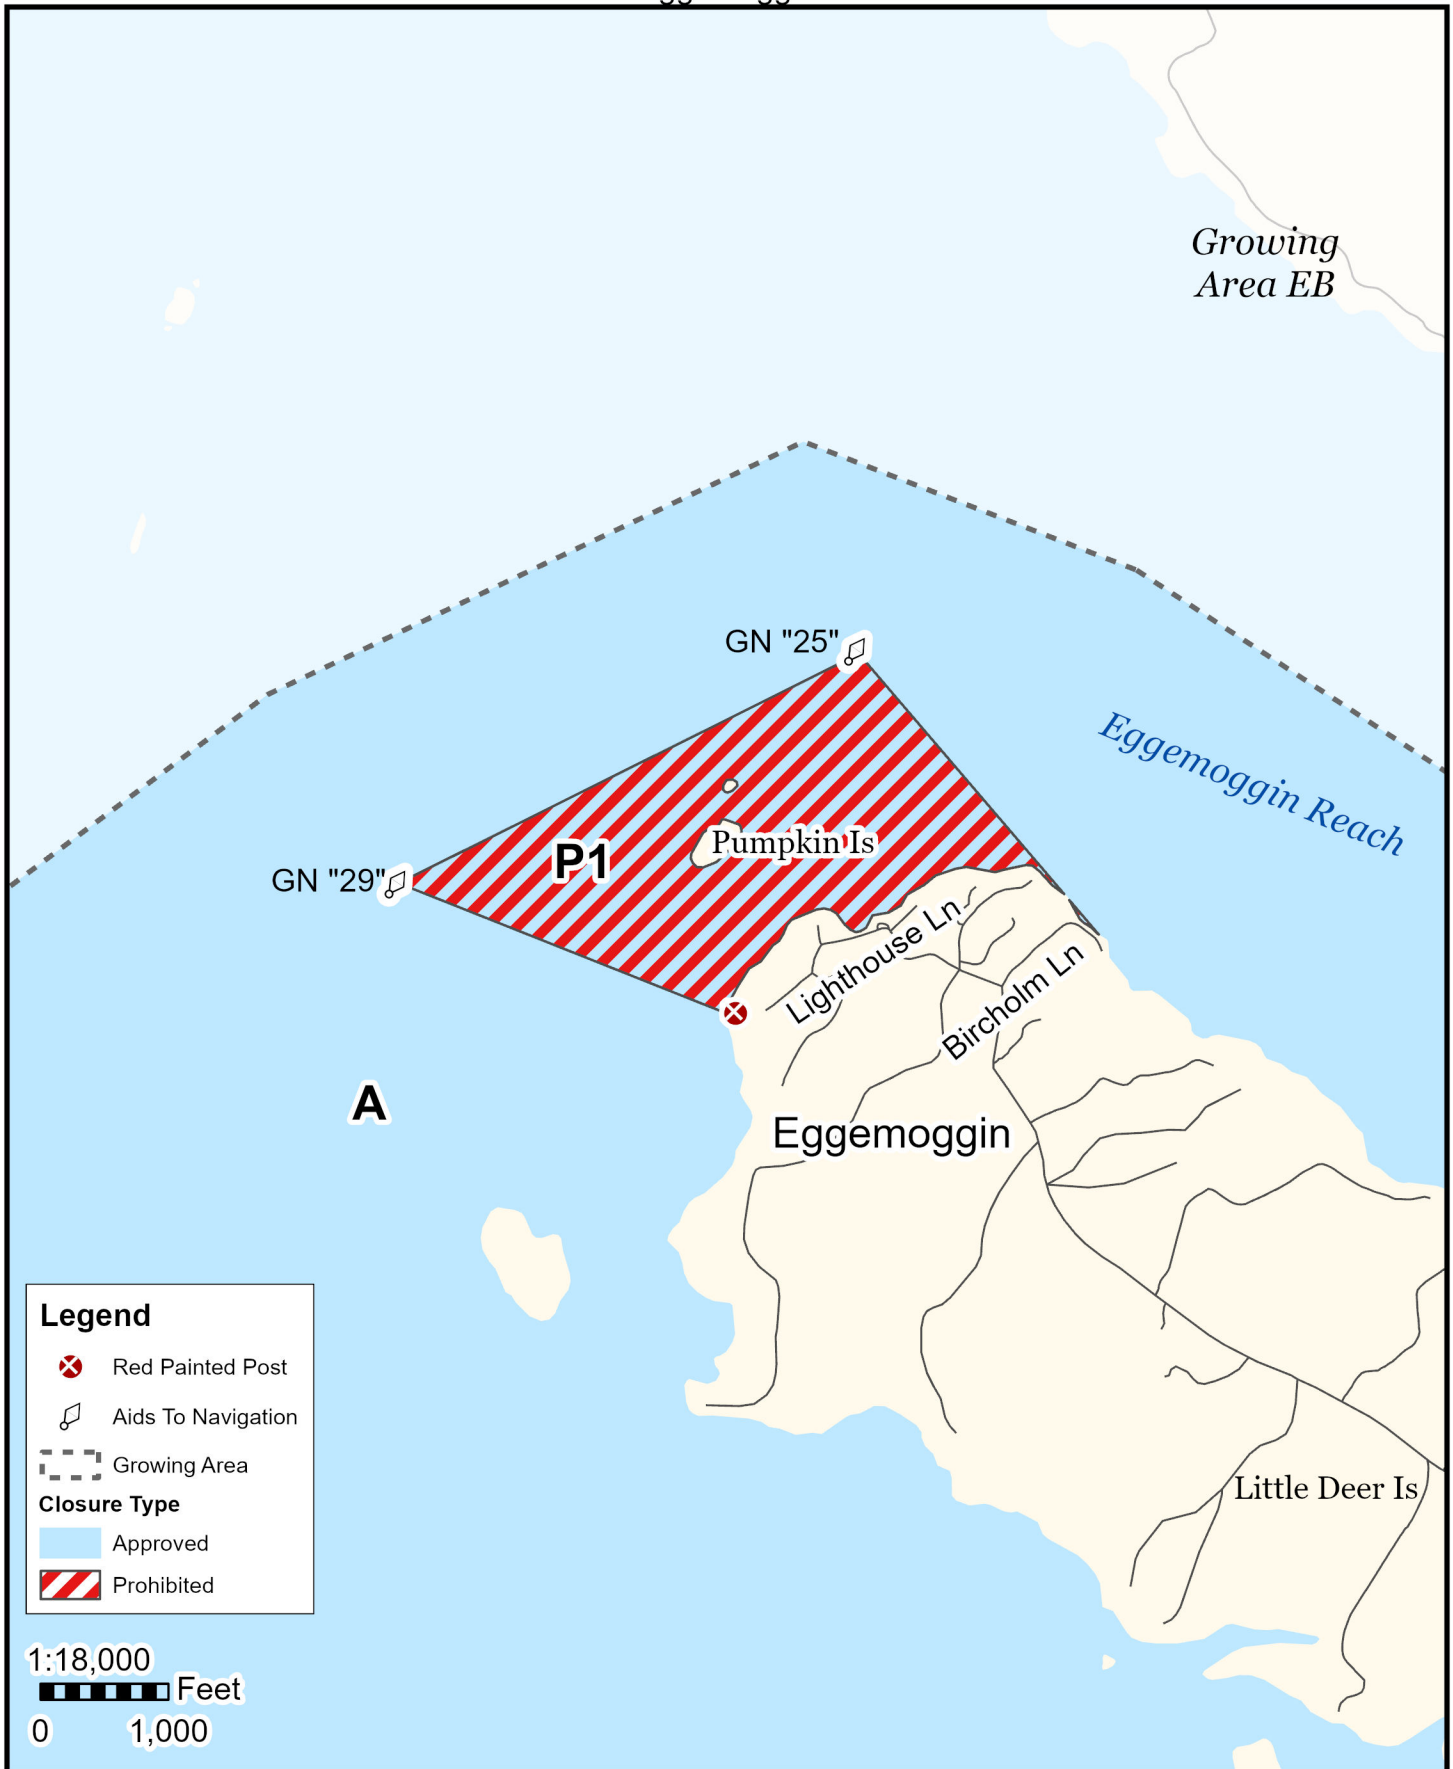 Growing
Area EB
GN "25"
Eggemoggin Reach
Pumpkin Is
P1
GN "29"
Lighthouse Ln
Bircholm Ln
A
Eggemoggin
Legend
Red Painted Post
Aids To Navigation
Growing Area
Closure Type
Approved
Prohibited
Little Deer Is
1:18,000
Feet
0 1,000